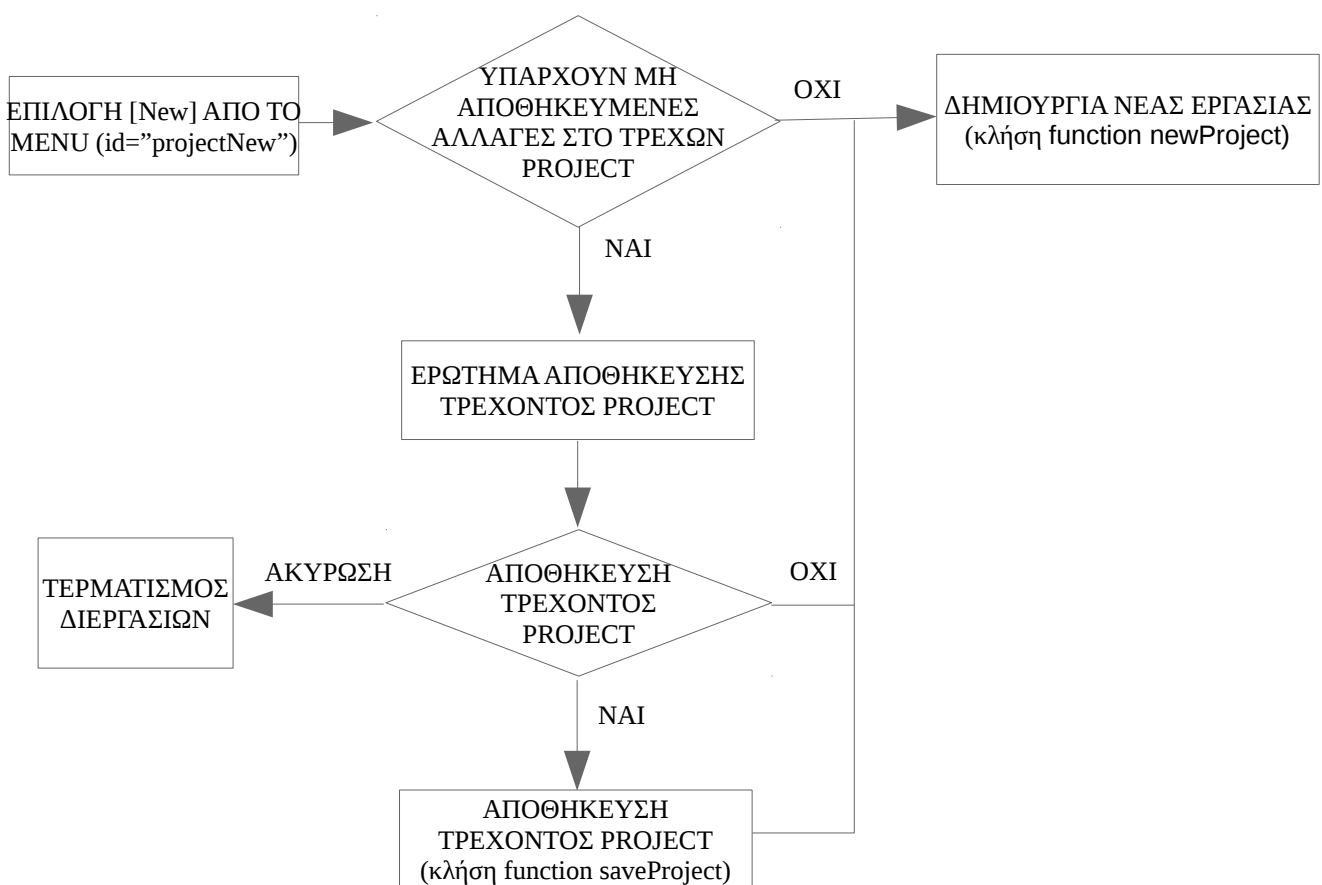 ΕΠΙΛΟΓΗ [New] ΑΠΟ ΤΟ
MENU (id=”projectNew”)
ΥΠΑΡΧΟΥΝ ΜΗ
ΑΠΟΘΗΚΕΥΜΕΝΕΣ
ΑΛΛΑΓΕΣ ΣΤΟ ΤΡΕΧΩΝ
PROJECT
ΟΧΙ
ΔΗΜΙΟΥΡΓΙΑ ΝΕΑΣ ΕΡΓΑΣΙΑΣ
(κλήση function newProject)
ΝΑΙ
ΕΡΩΤΗΜΑ ΑΠΟΘΗΚΕΥΣΗΣ
ΤΡΕΧΟΝΤΟΣ PROJECT
ΤΕΡΜΑΤΙΣΜΟΣ
ΔΙΕΡΓΑΣΙΩΝ
ΑΚΥΡΩΣΗ
ΑΠΟΘΗΚΕΥΣΗ
ΤΡΕΧΟΝΤΟΣ
PROJECT
ΟΧΙ
ΝΑΙ
ΑΠΟΘΗΚΕΥΣΗ
ΤΡΕΧΟΝΤΟΣ PROJECT
(κλήση function saveProject)